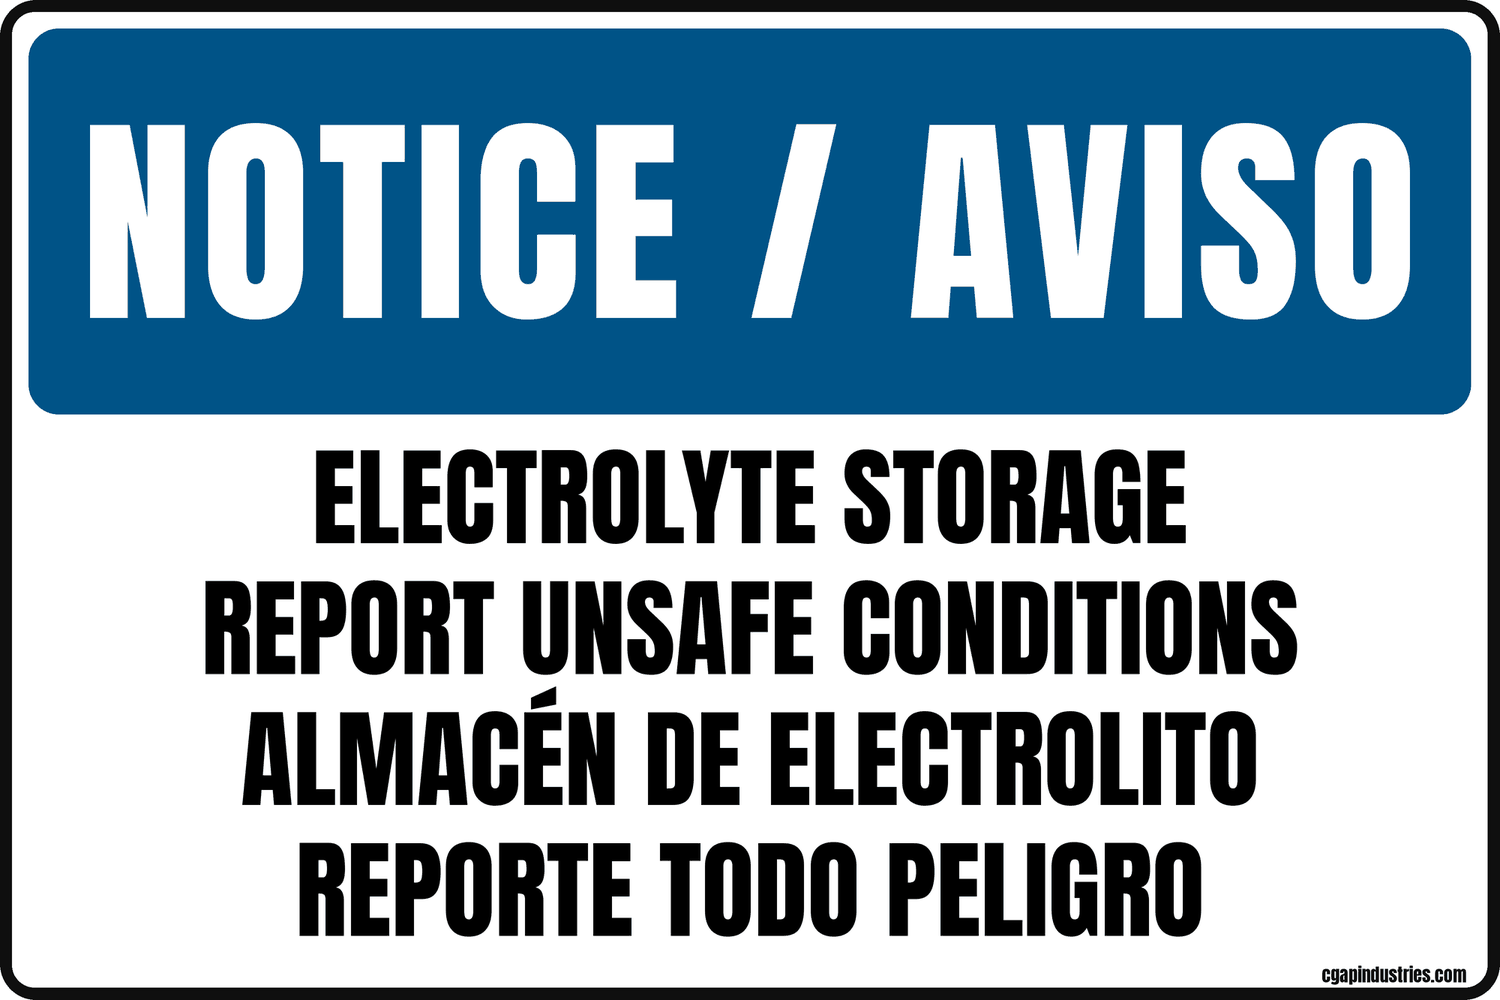 NOTICE / AVISO
ELECTROLYTE STORAGE
REPORT UNSAFE CONDITIONS
ALMACÉN DE ELECTROLITO
REPORTE TODO PELIGRO
cgapindustries.com